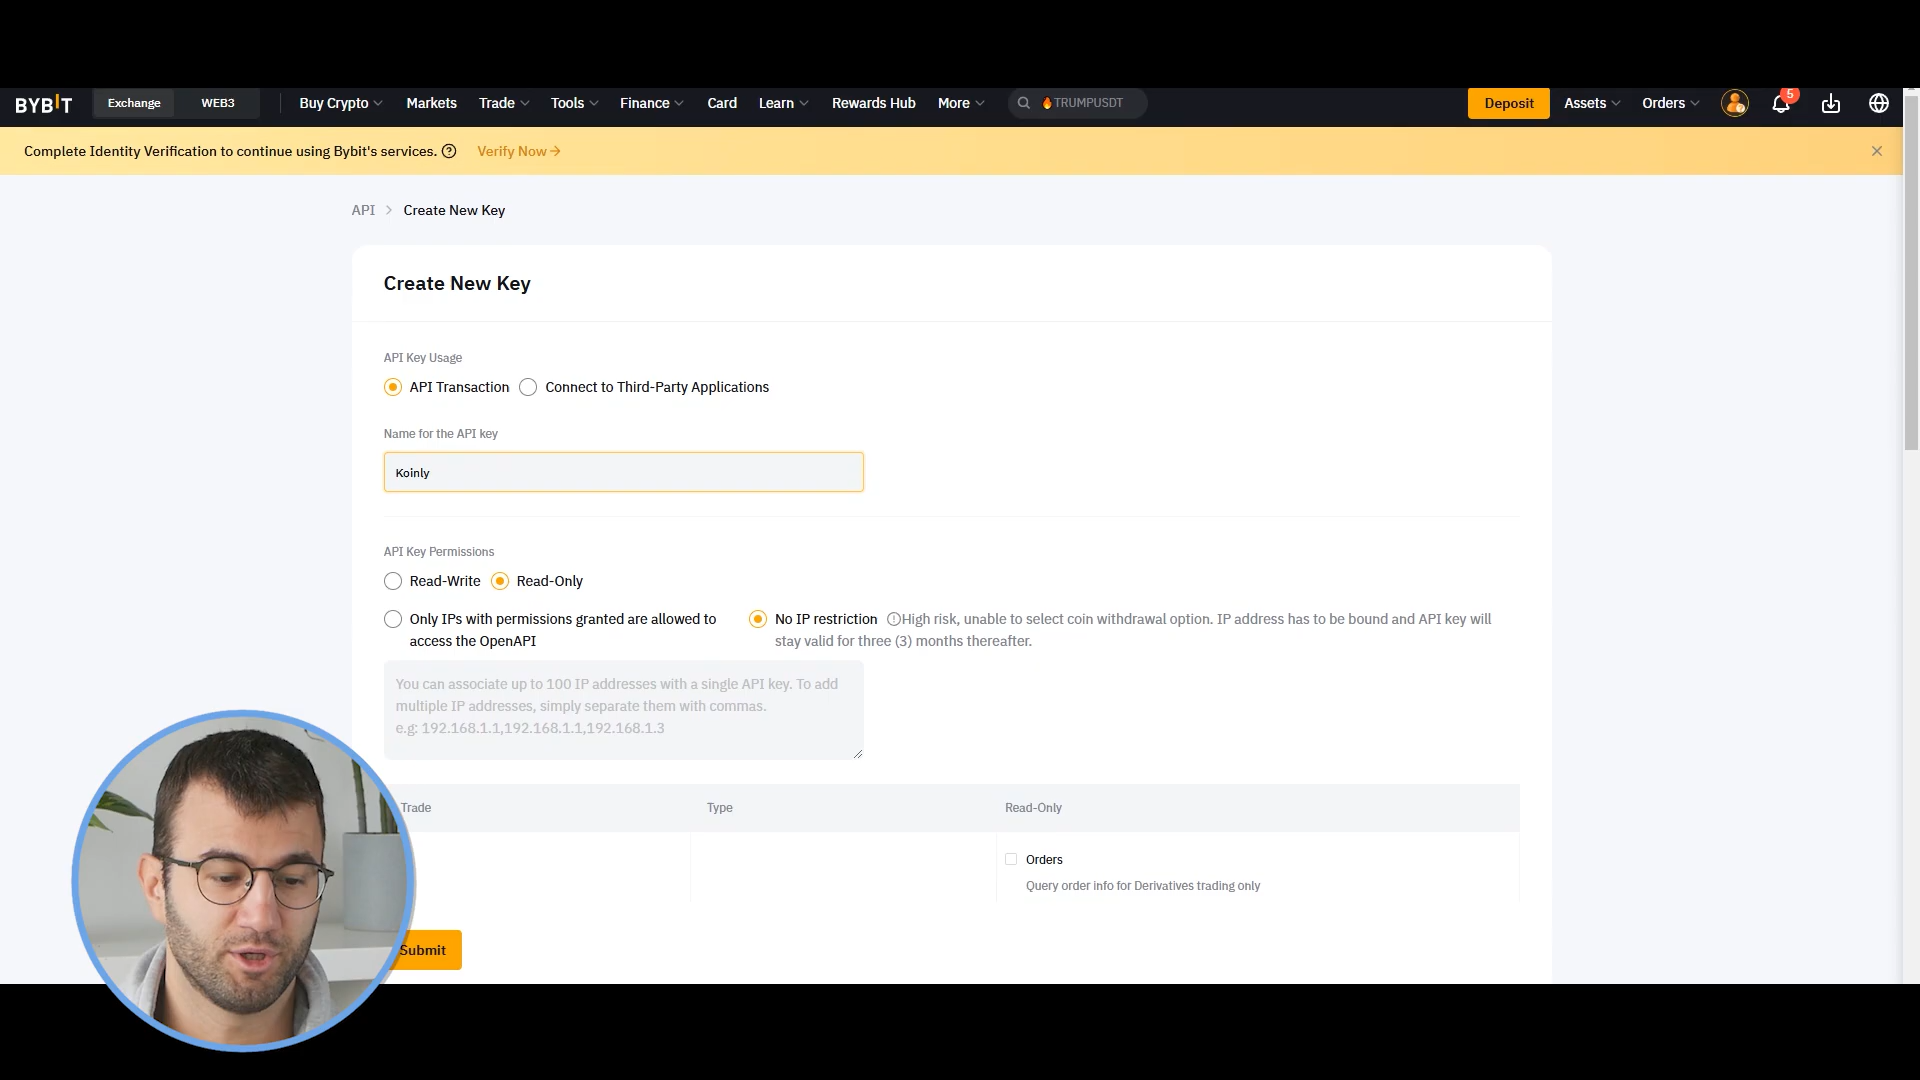 BYBIT Exchange WEB3 Buy Crypto Markets Trade Tools Finance Card Learn Rewards Hub More TRUMPUSDT Deposit Assets Orders 5
Complete Identity Verification to continue using Bybit's services. Verify Now
API > Create New Key
Create New Key
API Key Usage
API Transaction Connect to Third-Party Applications
Name for the API key
Koinly
API Key Permissions
Read-Write Read-Only
Only IPs with permissions granted are allowed to
access the OpenAPI
No IP restriction High risk, unable to select coin withdrawal option. IP address has to be bound and API key will
stay valid for three (3) months thereafter.
You can associate up to 100 IP addresses with a single API key. To add
multiple IP addresses, simply separate them with commas.
e.g: 192.168.1.1,192.168.1.1,192.168.1.3
Trade Type Read-Only
Orders
Query order info for Derivatives trading only
Submit